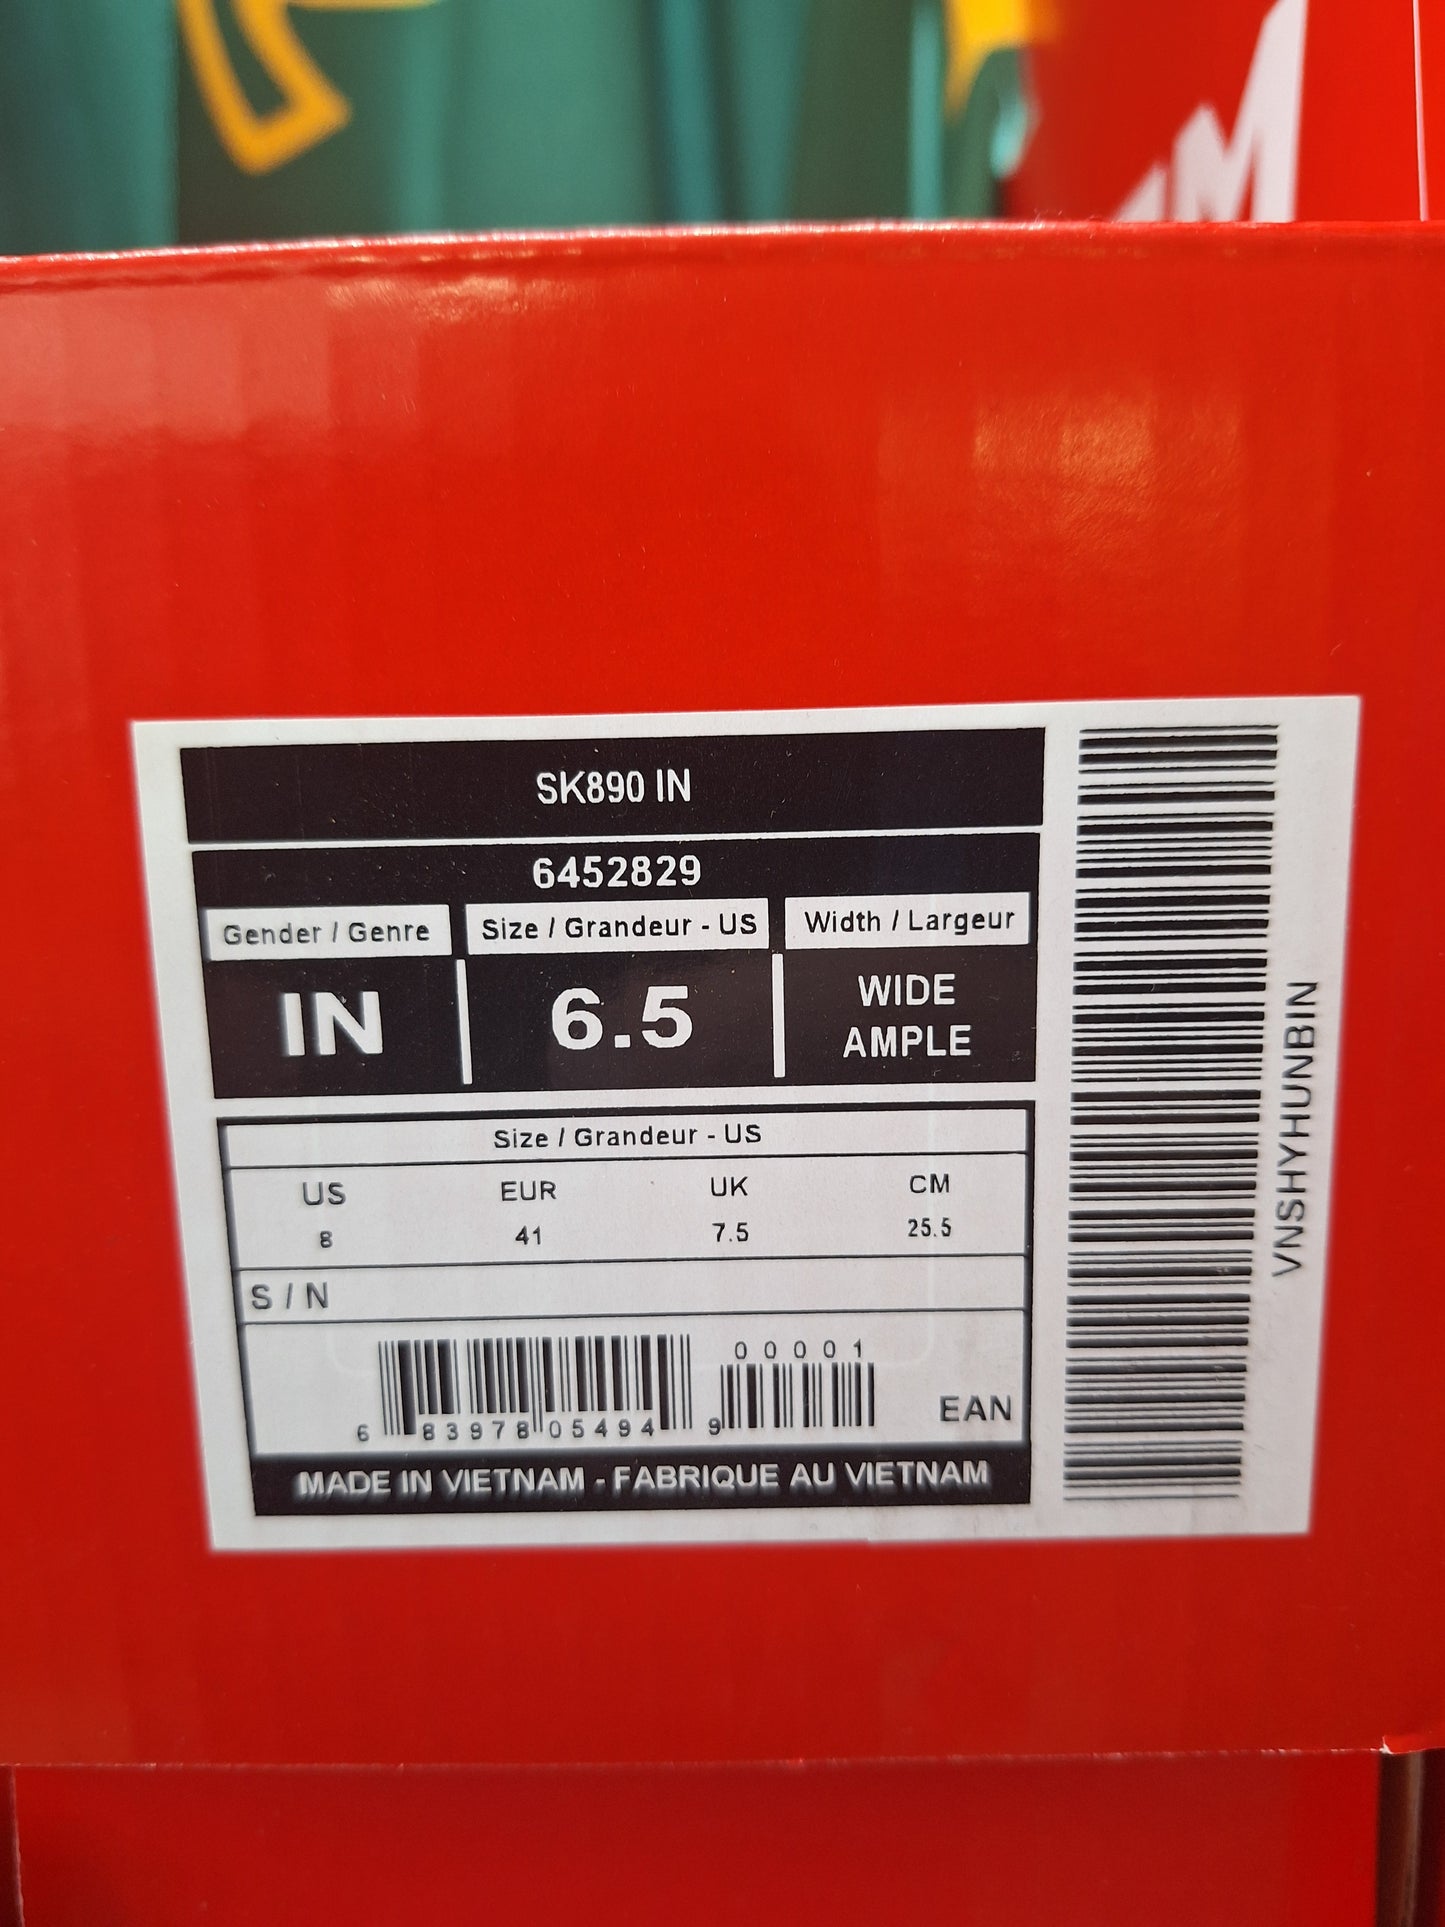 SK890 IN
6452829
Gender / Genre
Size / Grandeur - US
Width / Largeur
IN
6.5
WIDE
AMPLE
Size / Grandeur - US
US EUR UK CM
8 41 7.5 25.5
S / N
00001
6 83978 05494 9
EAN
MADE IN VIETNAM - FABRIQUE AU VIETNAM
VNSHYHUNBIN